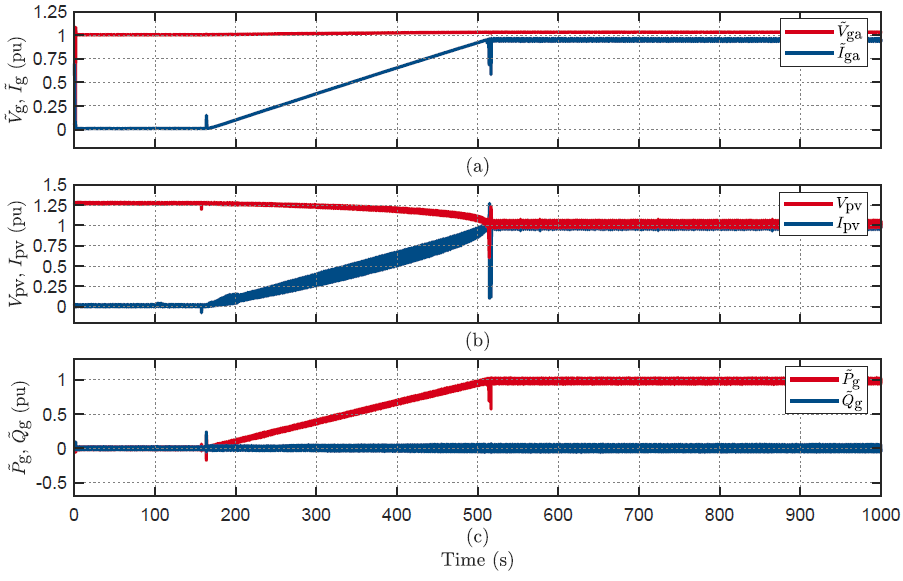 1.25
1
0.75
0.5
0.25
0
Ṽg, Ĩg (pu)
Ṽga
Ĩga
(a)
1.5
1.25
1
0.75
0.5
0.25
0
Vpv, Ipv (pu)
Vpv
Ipv
(b)
1
0.5
0
-0.5
P̃g, Q̃g (pu)
P̃g
Q̃g
0 100 200 300 400 500 600 700 800 900 1000
(c)
Time (s)